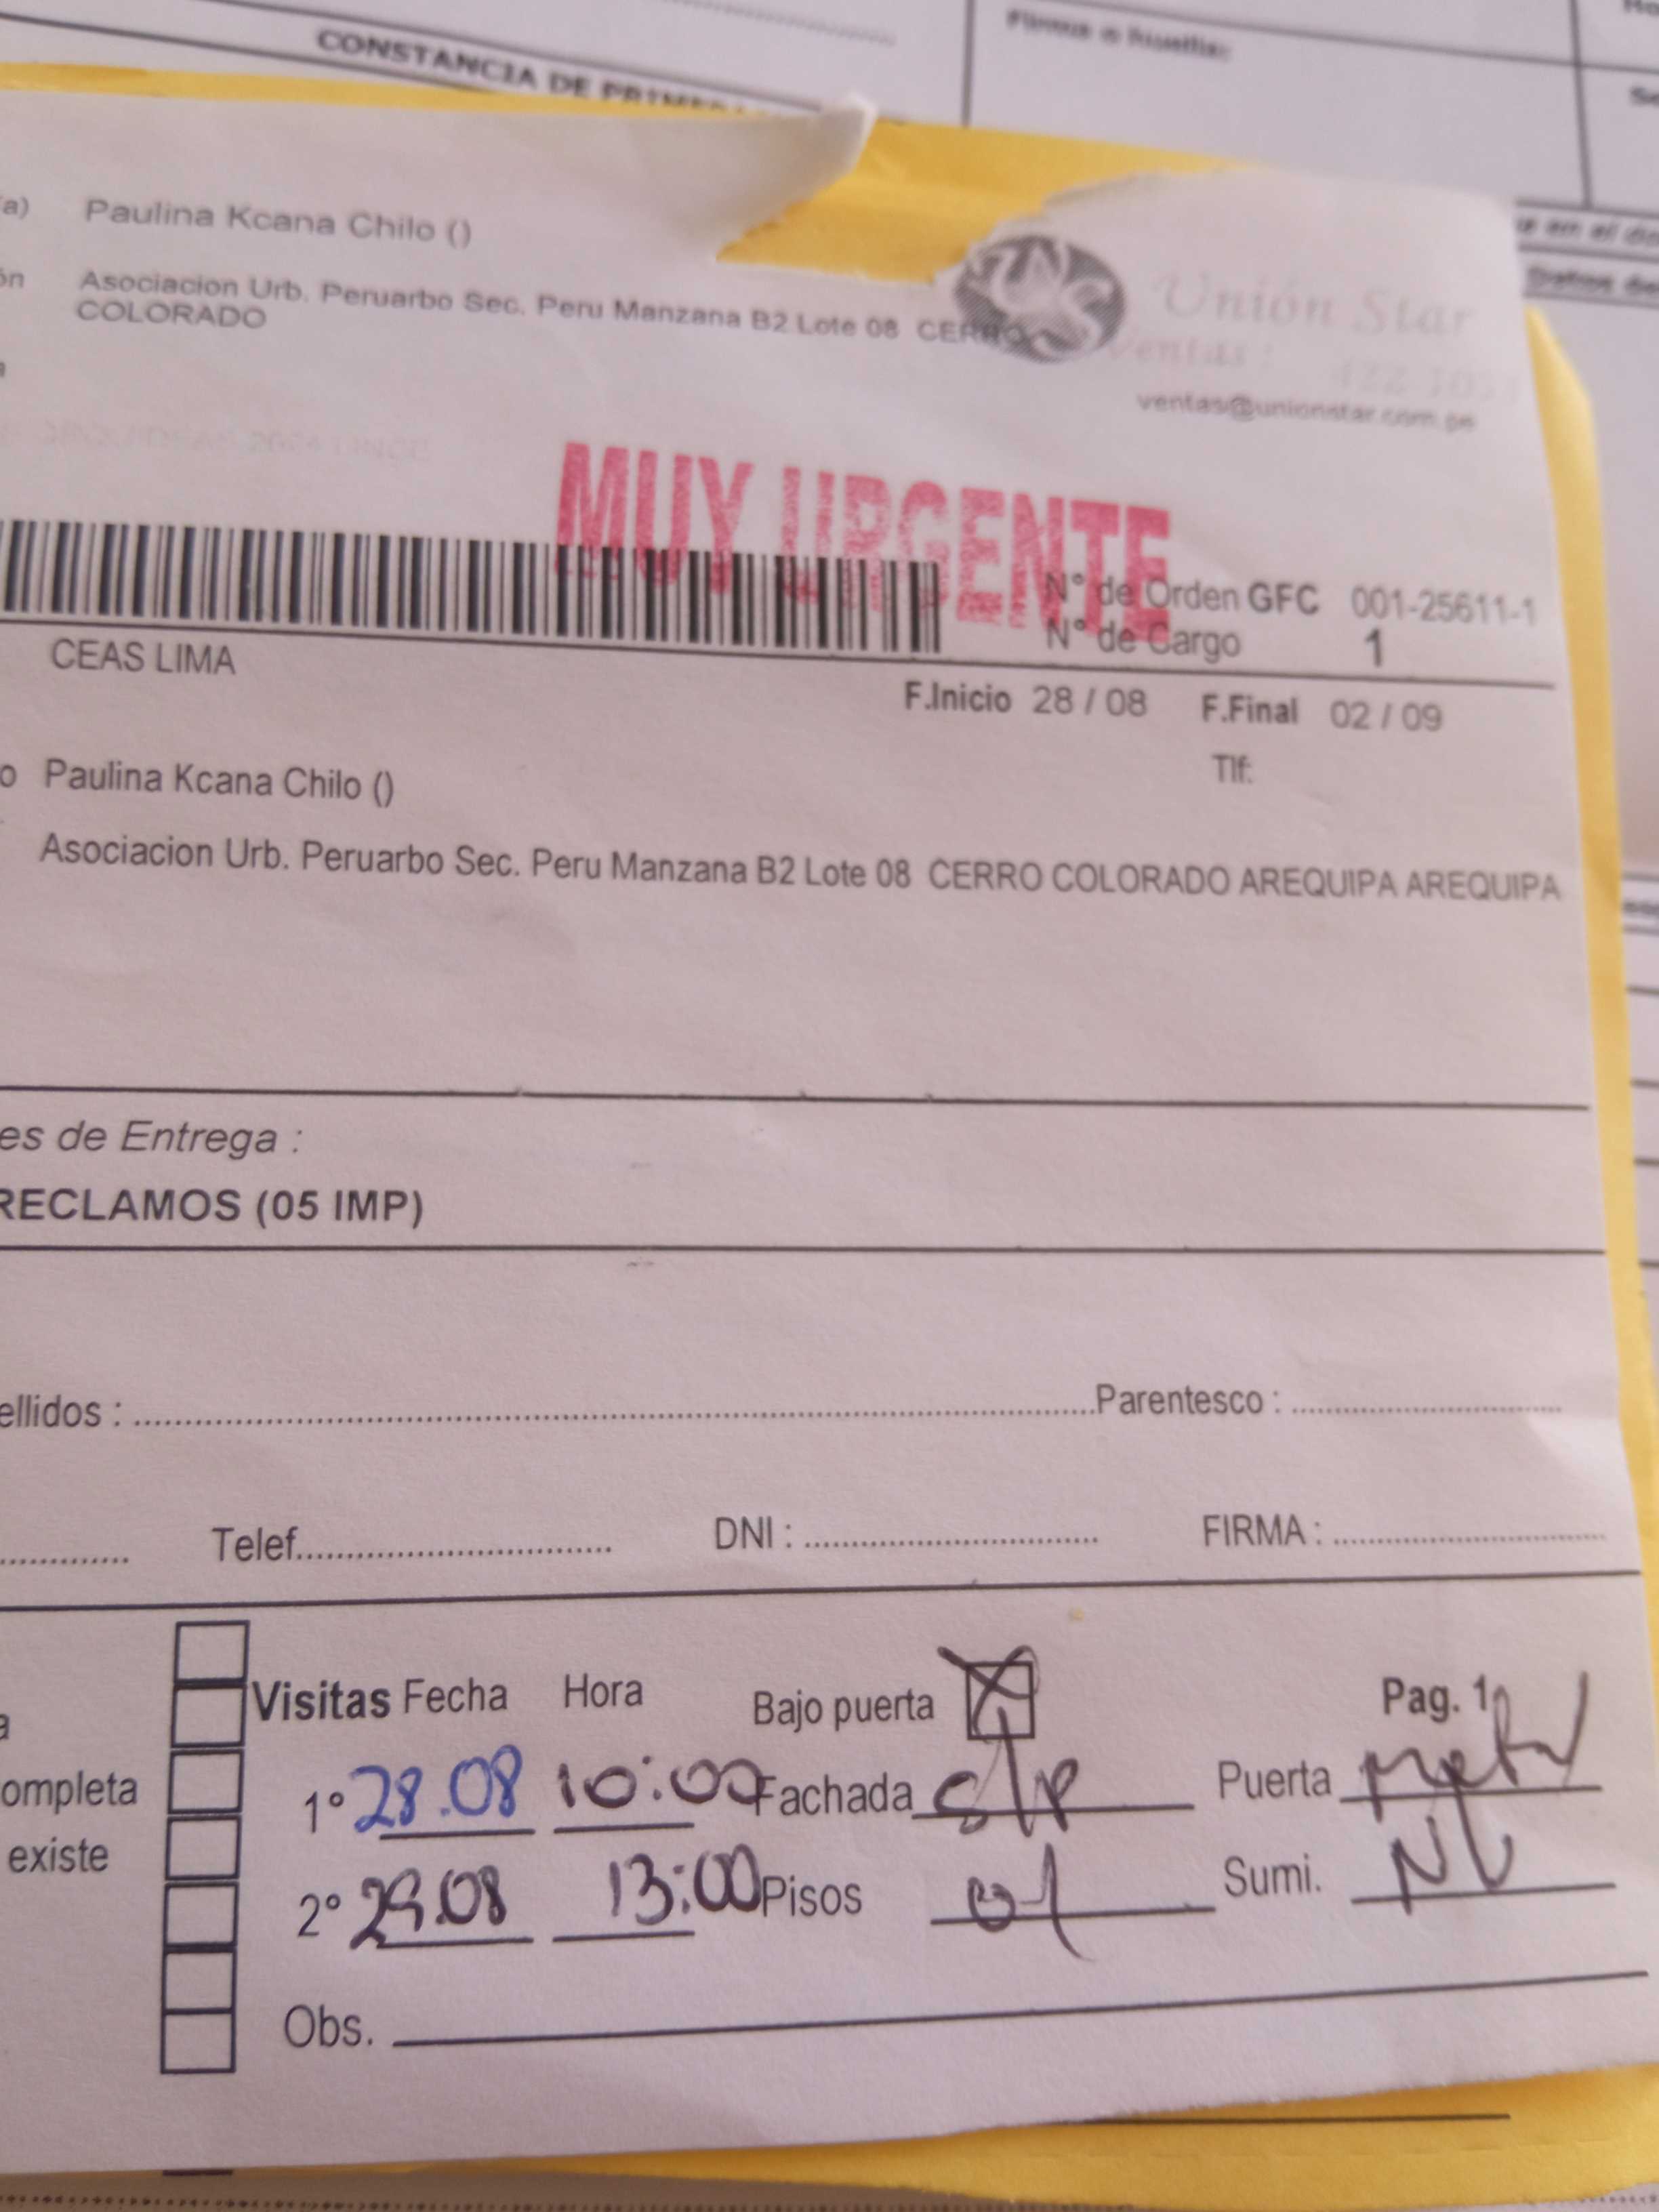 CONSTANCIA DE
Firma o huella:
a) Paulina Kcana Chilo ()
ón Asociacion Urb. Peruarbo Sec. Peru Manzana B2 Lote 08 CERRO
COLORADO
Unión Star
Ventas :
ventas@unionstar.com.pe
MUY URGENTE
N° de Orden GFC 001-25611-1
N° de Cargo 1
CEAS LIMA
F.Inicio 28 / 08 F.Final 02 / 09
Tlf:
o Paulina Kcana Chilo ()
Asociacion Urb. Peruarbo Sec. Peru Manzana B2 Lote 08 CERRO COLORADO AREQUIPA AREQUIPA
es de Entrega :
RECLAMOS (05 IMP)
ellidos : Parentesco :
Telef. DNI : FIRMA :
Visitas Fecha Hora Bajo puerta Pag. 1
ompleta 1° 28.08 10:00 Fachada s/p Puerta
existe 2° 29.08 13:00 Pisos 01 Sumi.
Obs.